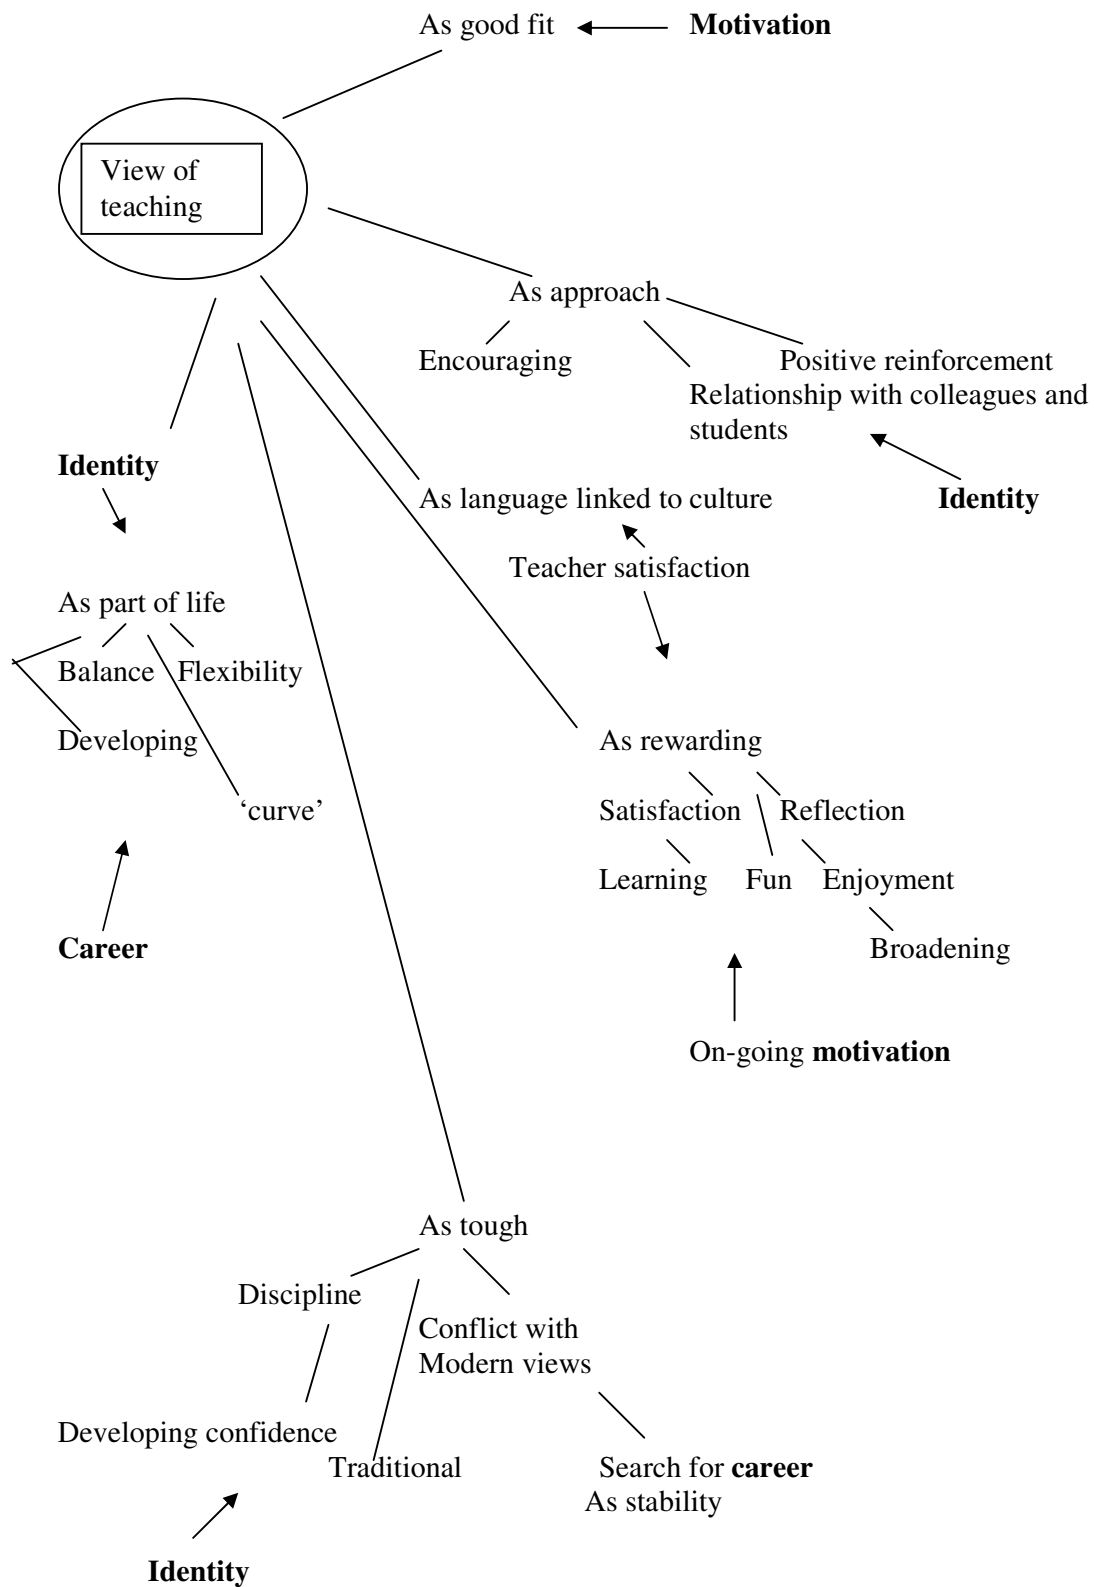 As good fit
Motivation
View of
teaching
As approach
Encouraging
Positive reinforcement
Relationship with colleagues and
students
Identity
Identity
As language linked to culture
Teacher satisfaction
As part of life
Balance
Flexibility
Developing
‘curve’
Career
As rewarding
Satisfaction
Reflection
Learning
Fun
Enjoyment
Broadening
On-going motivation
As tough
Discipline
Conflict with
Modern views
Developing confidence
Traditional
Search for career
As stability
Identity